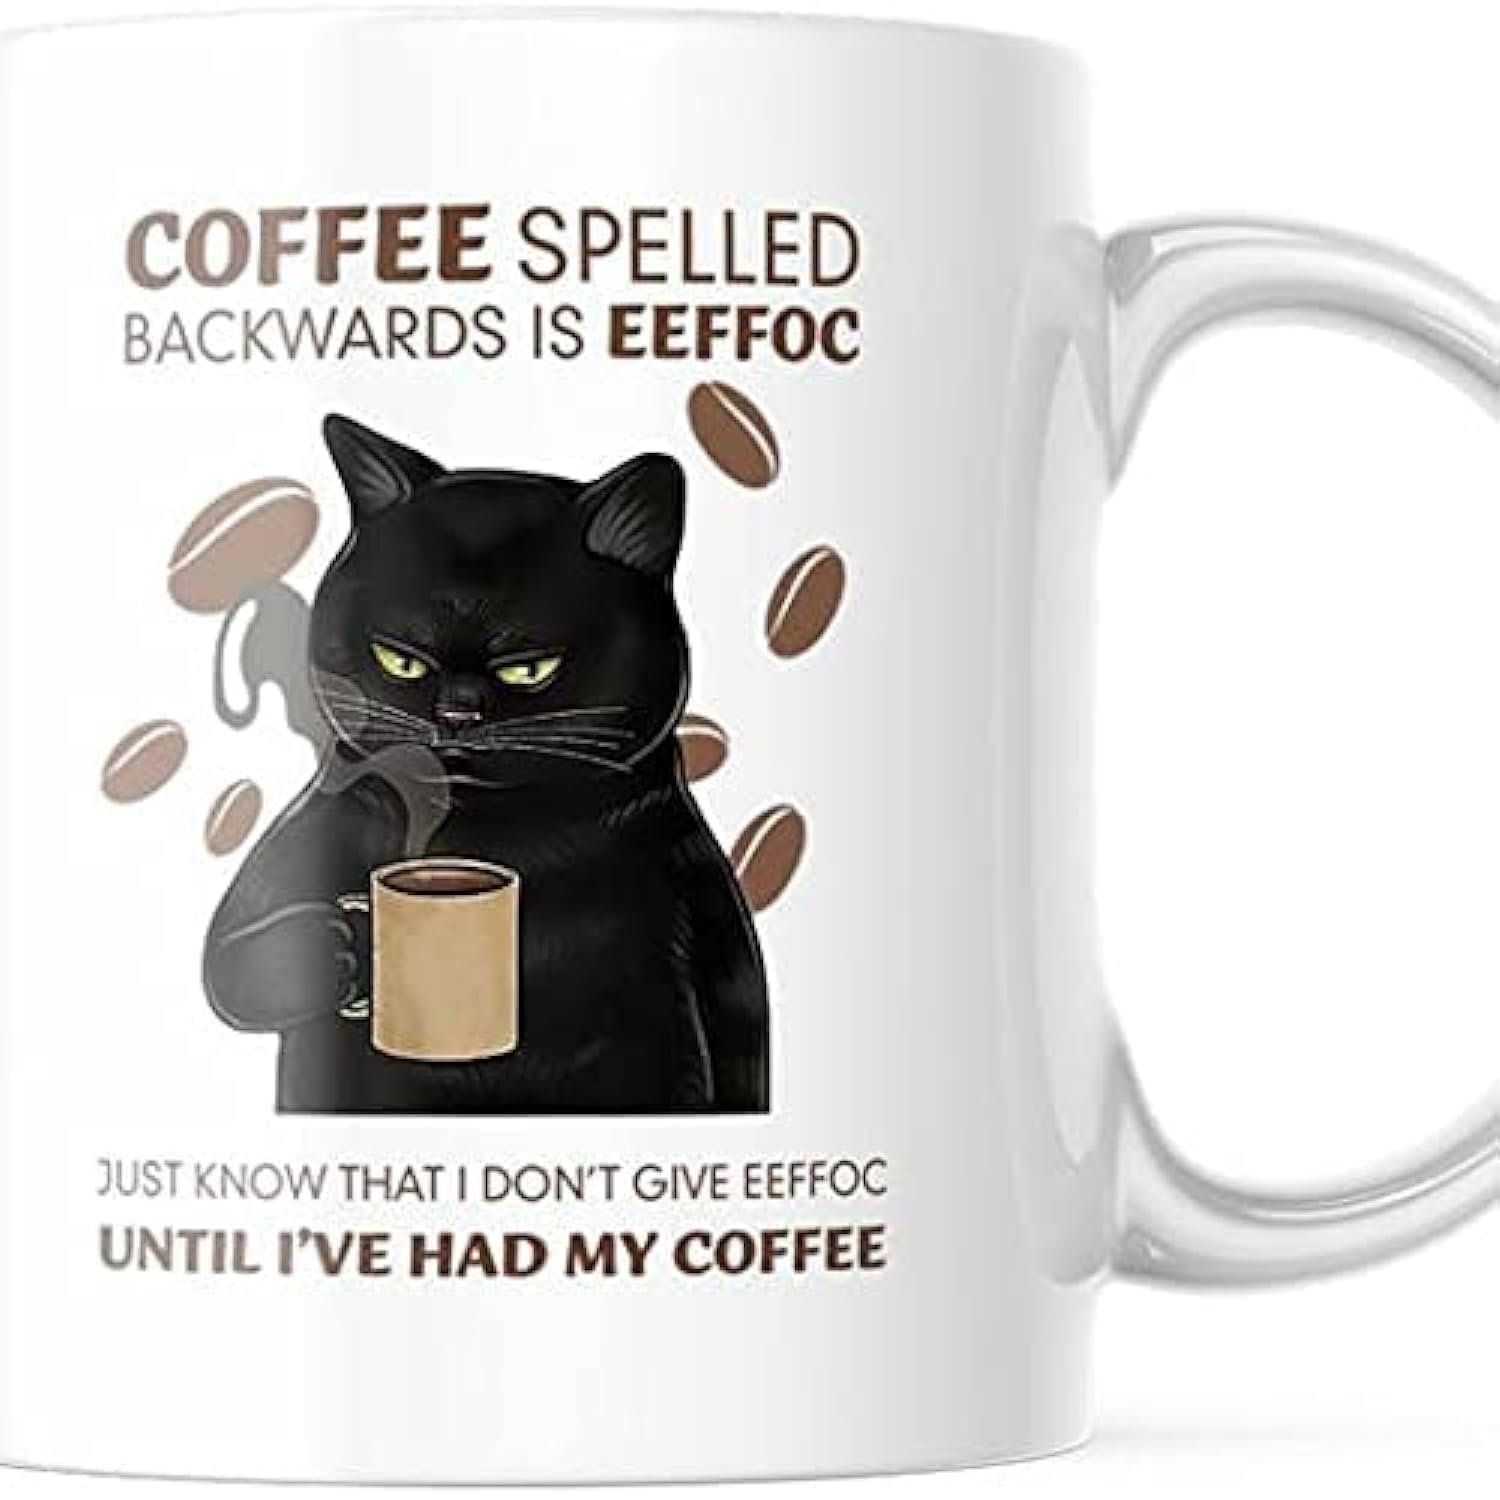 COFFEE SPELLED
BACKWARDS IS EEFFOC
JUST KNOW THAT I DON'T GIVE EEFFOC
UNTIL I'VE HAD MY COFFEE